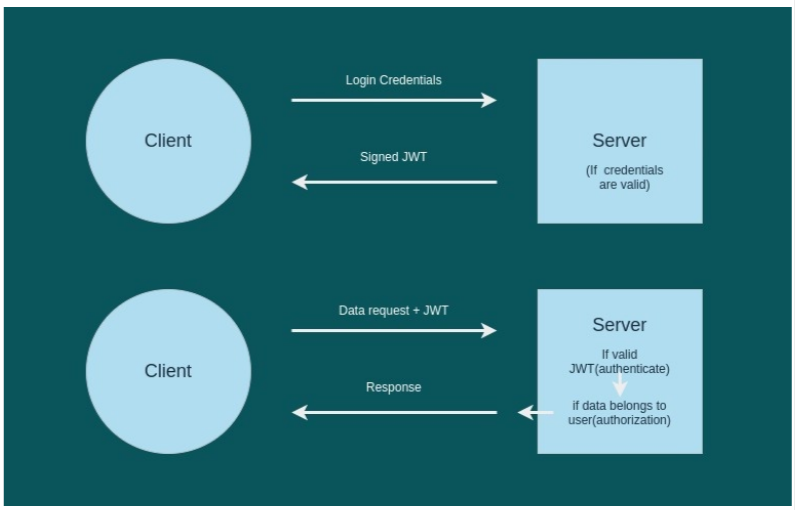 Login Credentials
Client
Signed JWT
Server
(If credentials
are valid)
Data request + JWT
Client
Response
Server
If valid
JWT(authenticate)
if data belongs to
user(authorization)